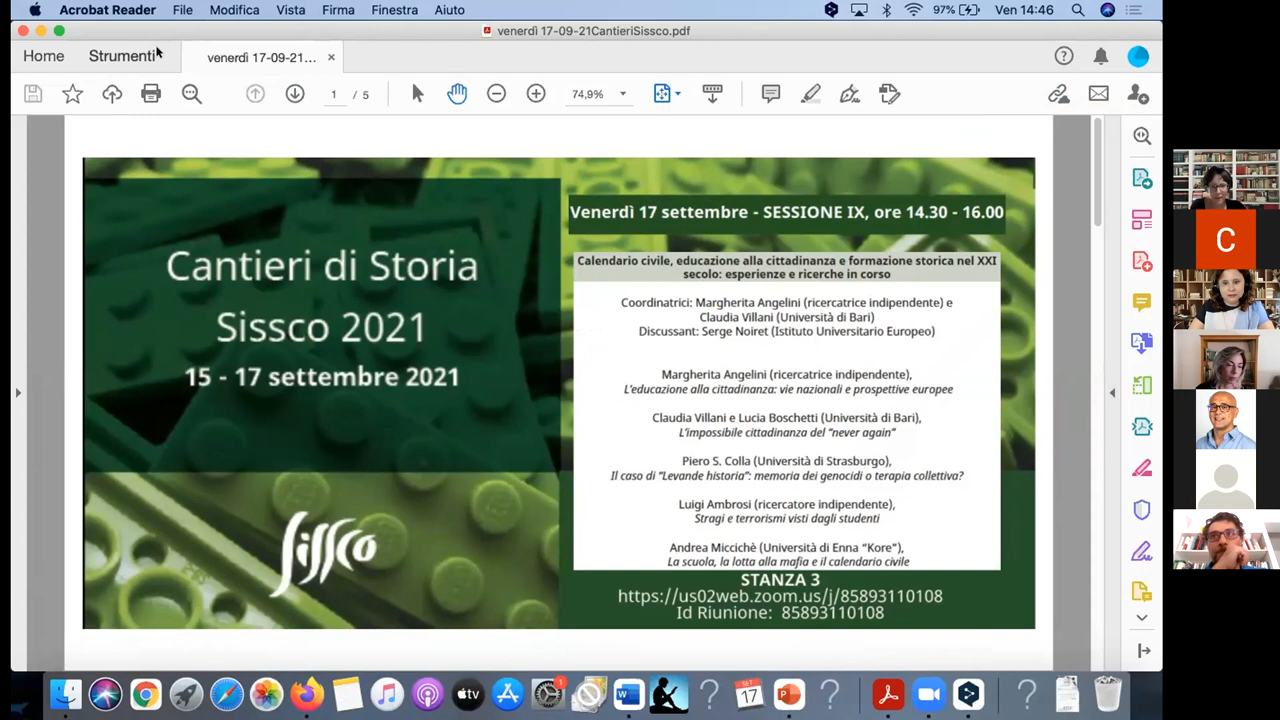 Acrobat Reader File Modifica Vista Firma Finestra Aiuto 97% Ven 14:46
venerdì 17-09-21CantieriSissco.pdf
Home Strumenti venerdì 17-09-21... ×
1 / 5 74,9%
Cantieri di Storia
Sissco 2021
15 - 17 settembre 2021
sissco
Venerdì 17 settembre - SESSIONE IX, ore 14.30 - 16.00
Calendario civile, educazione alla cittadinanza e formazione storica nel XXI
secolo: esperienze e ricerche in corso
Coordinatrici: Margherita Angelini (ricercatrice indipendente) e
Claudia Villani (Università di Bari)
Discussant: Serge Noiret (Istituto Universitario Europeo)
Margherita Angelini (ricercatrice indipendente),
L'educazione alla cittadinanza: vie nazionali e prospettive europee
Claudia Villani e Lucia Boschetti (Università di Bari),
L'impossibile cittadinanza del "never again"
Piero S. Colla (Università di Strasburgo),
Il caso di "Levande historia": memoria dei genocidi o terapia collettiva?
Luigi Ambrosi (ricercatore indipendente),
Stragi e terrorismi visti dagli studenti
Andrea Miccichè (Università di Enna "Kore"),
La scuola, la lotta alla mafia e il calendario civile
STANZA 3
https://us02web.zoom.us/j/85893110108
Id Riunione: 85893110108
C
tv
1
SET
17